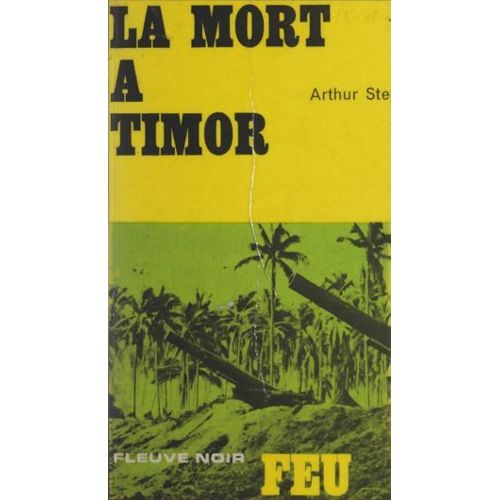 LA MORT
A
TIMOR
Arthur Ste
FLEUVE NOIR
FEU